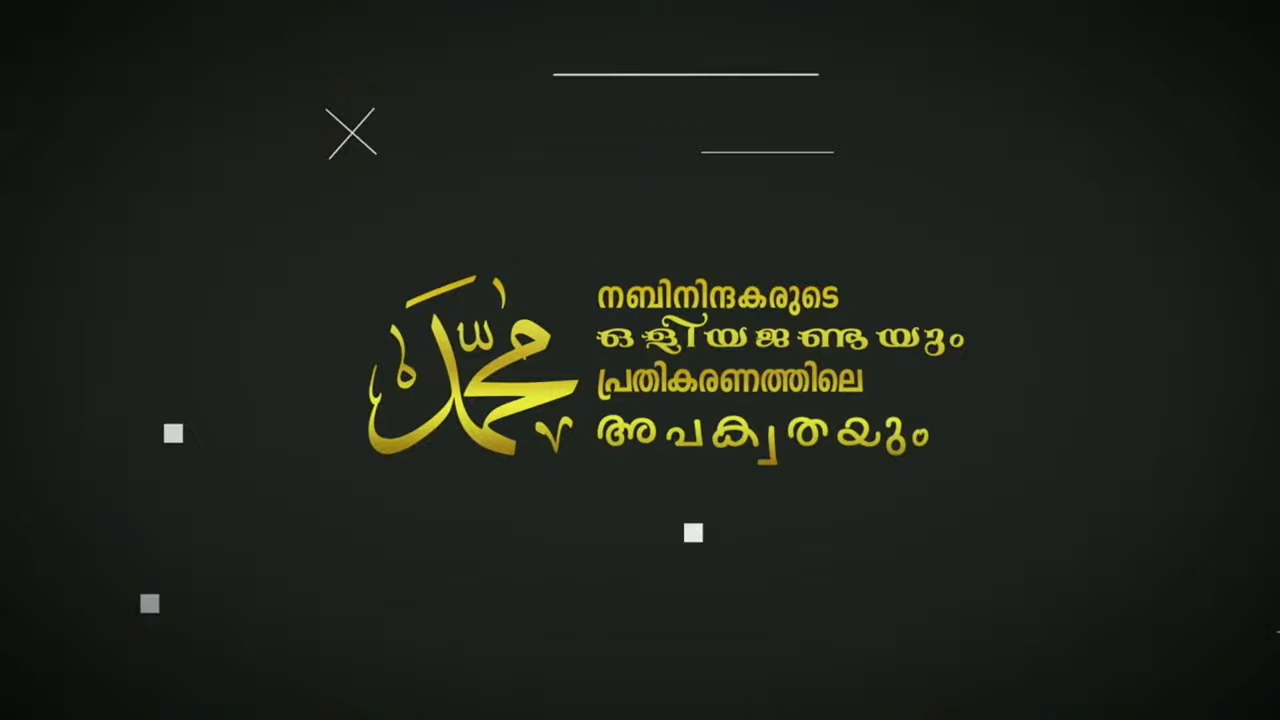 محمد
നബിനിന്ദകരുടെ
ഒളിയജണ്ടയും
പ്രതികരണത്തിലെ
അപക്വതയും